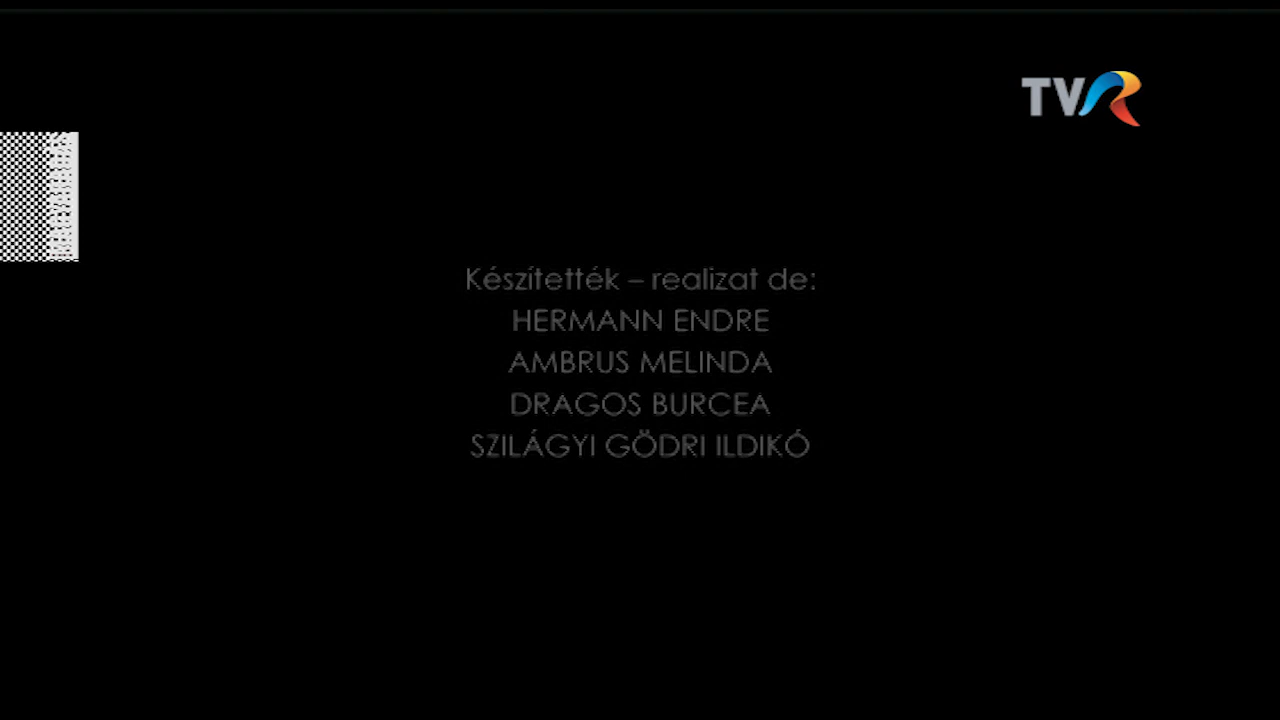 TVR
Készítették – realizat de:
HERMANN ENDRE
AMBRUS MELINDA
DRAGOS BURCEA
SZILÁGYI GÖDRI ILDIKÓ